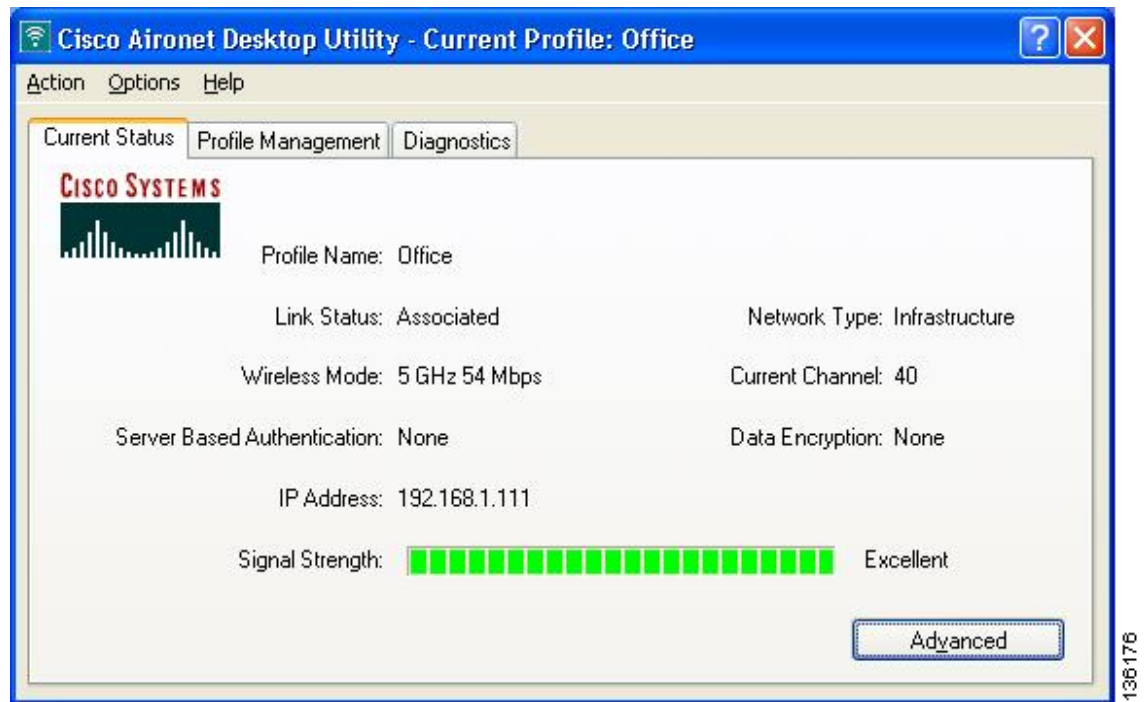 Cisco Aironet Desktop Utility - Current Profile: Office
Action Options Help
Current Status Profile Management Diagnostics
CISCO SYSTEMS
Profile Name: Office
Link Status: Associated Network Type: Infrastructure
Wireless Mode: 5 GHz 54 Mbps Current Channel: 40
Server Based Authentication: None Data Encryption: None
IP Address: 192.168.1.111
Signal Strength: Excellent
Advanced
136176